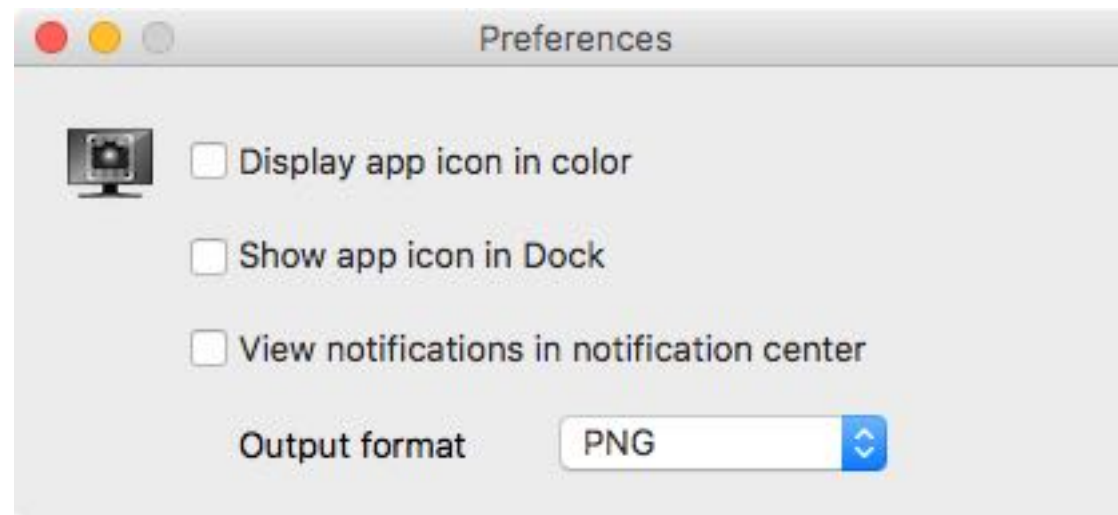 Preferences
Display app icon in color
Show app icon in Dock
View notifications in notification center
Output format PNG